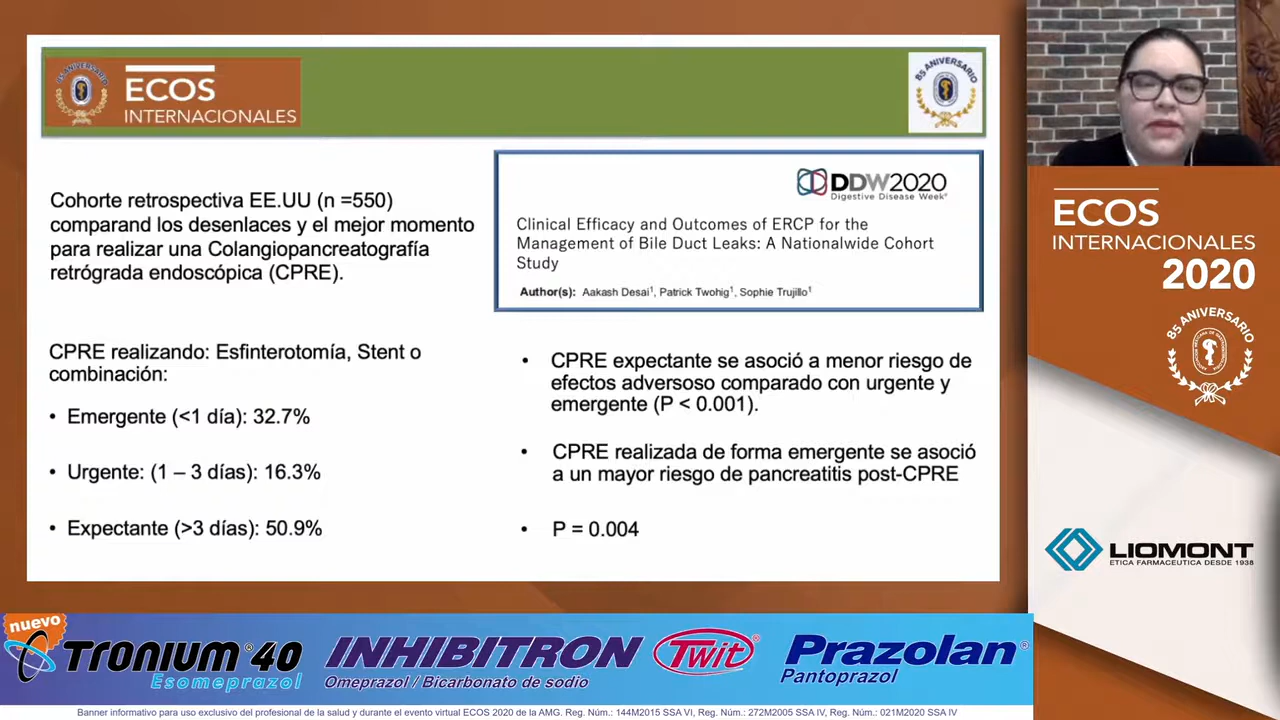 85 ANIVERSARIO
ECOS
INTERNACIONALES
85 ANIVERSARIO
Cohorte retrospectiva EE.UU (n =550)
comparand los desenlaces y el mejor momento
para realizar una Colangiopancreatografía
retrógrada endoscópica (CPRE).
DDW2020
Digestive Disease Week®
Clinical Efficacy and Outcomes of ERCP for the
Management of Bile Duct Leaks: A Nationalwide Cohort
Study
Author(s): Aakash Desai¹, Patrick Twohig¹, Sophie Trujillo¹
CPRE realizando: Esfinterotomía, Stent o
combinación:
• Emergente (<1 día): 32.7%
• Urgente: (1 – 3 días): 16.3%
• Expectante (>3 días): 50.9%
• CPRE expectante se asoció a menor riesgo de
efectos adversoso comparado con urgente y
emergente (P < 0.001).
• CPRE realizada de forma emergente se asoció
a un mayor riesgo de pancreatitis post-CPRE
• P = 0.004
ECOS
INTERNACIONALES
2020
85 ANIVERSARIO
LIOMONT
ETICA FARMACEUTICA DESDE 1938
nuevo
Tronium® 40
Esomeprazol
INHIBITRON
Omeprazol / Bicarbonato de sodio
Twit®
Prazolan®
Pantoprazol
Banner informativo para uso exclusivo del profesional de la salud y durante el evento virtual ECOS 2020 de la AMG. Reg. Núm.: 144M2015 SSA VI, Reg. Núm.: 272M2005 SSA IV, Reg. Núm.: 021M2020 SSA IV